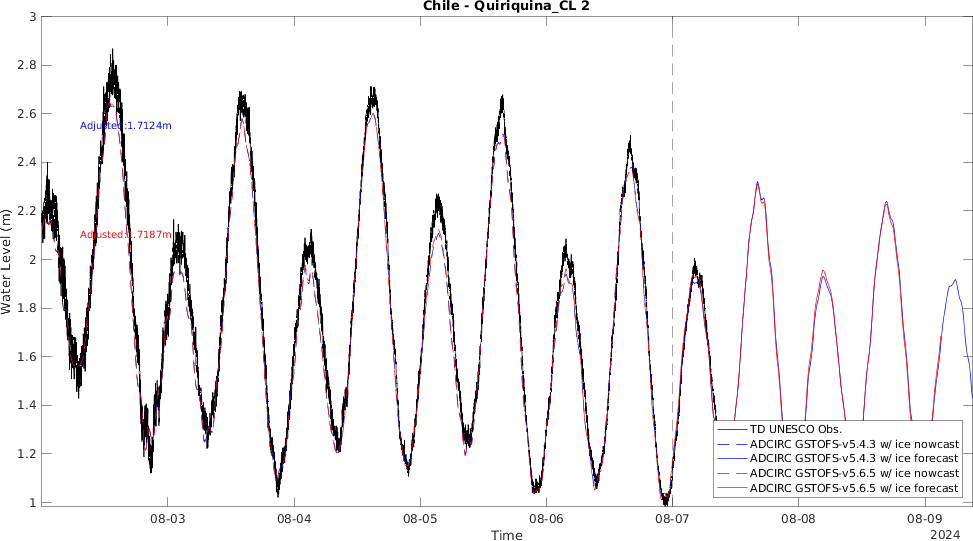 Chile - Quiriquina_CL 2
3
2.8
2.6
2.4
2.2
2
1.8
1.6
1.4
1.2
1
Water Level (m)
Adjusted:1.7124m
Adjusted:1.7187m
TD UNESCO Obs.
ADCIRC GSTOFS-v5.4.3 w/ ice nowcast
ADCIRC GSTOFS-v5.4.3 w/ ice forecast
ADCIRC GSTOFS-v5.6.5 w/ ice nowcast
ADCIRC GSTOFS-v5.6.5 w/ ice forecast
08-03 08-04 08-05 08-06 08-07 08-08 08-09
Time
2024